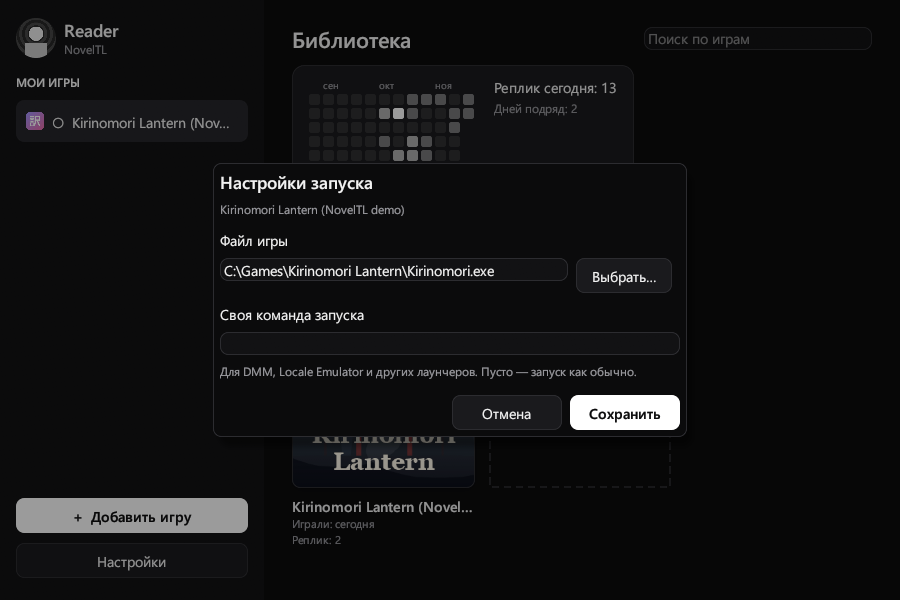 Reader
NovelTL
МОИ ИГРЫ
訳
Kirinomori Lantern (Nov...
+ Добавить игру
Настройки
Библиотека
Поиск по играм
сен окт ноя
Реплик сегодня: 13
Дней подряд: 2
Настройки запуска
Kirinomori Lantern (NovelTL demo)
Файл игры
C:\Games\Kirinomori Lantern\Kirinomori.exe
Выбрать...
Своя команда запуска
Для DMM, Locale Emulator и других лаунчеров. Пусто — запуск как обычно.
Отмена
Сохранить
Kirinomori
Lantern
Kirinomori Lantern (Novel...
Играли: сегодня
Реплик: 2